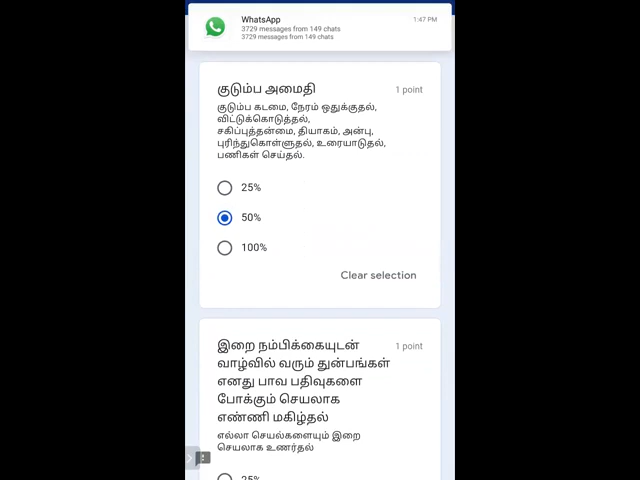 WhatsApp
1:47 PM
3729 messages from 149 chats
3729 messages from 149 chats
குடும்ப அமைதி
1 point
குடும்ப கடமை, நேரம் ஒதுக்குதல்,
விட்டுக்கொடுத்தல்,
சகிப்புத்தன்மை, தியாகம், அன்பு,
புரிந்துகொள்ளுதல், உரையாடுதல்,
பணிகள் செய்தல்.
25%
50%
100%
Clear selection
இறை நம்பிக்கையுடன்
1 point
வாழ்வில் வரும் துன்பங்கள்
எனது பாவ பதிவுகளை
போக்கும் செயலாக
எண்ணி மகிழ்தல்
எல்லா செயல்களையும் இறை
செயலாக உணர்தல்
25%